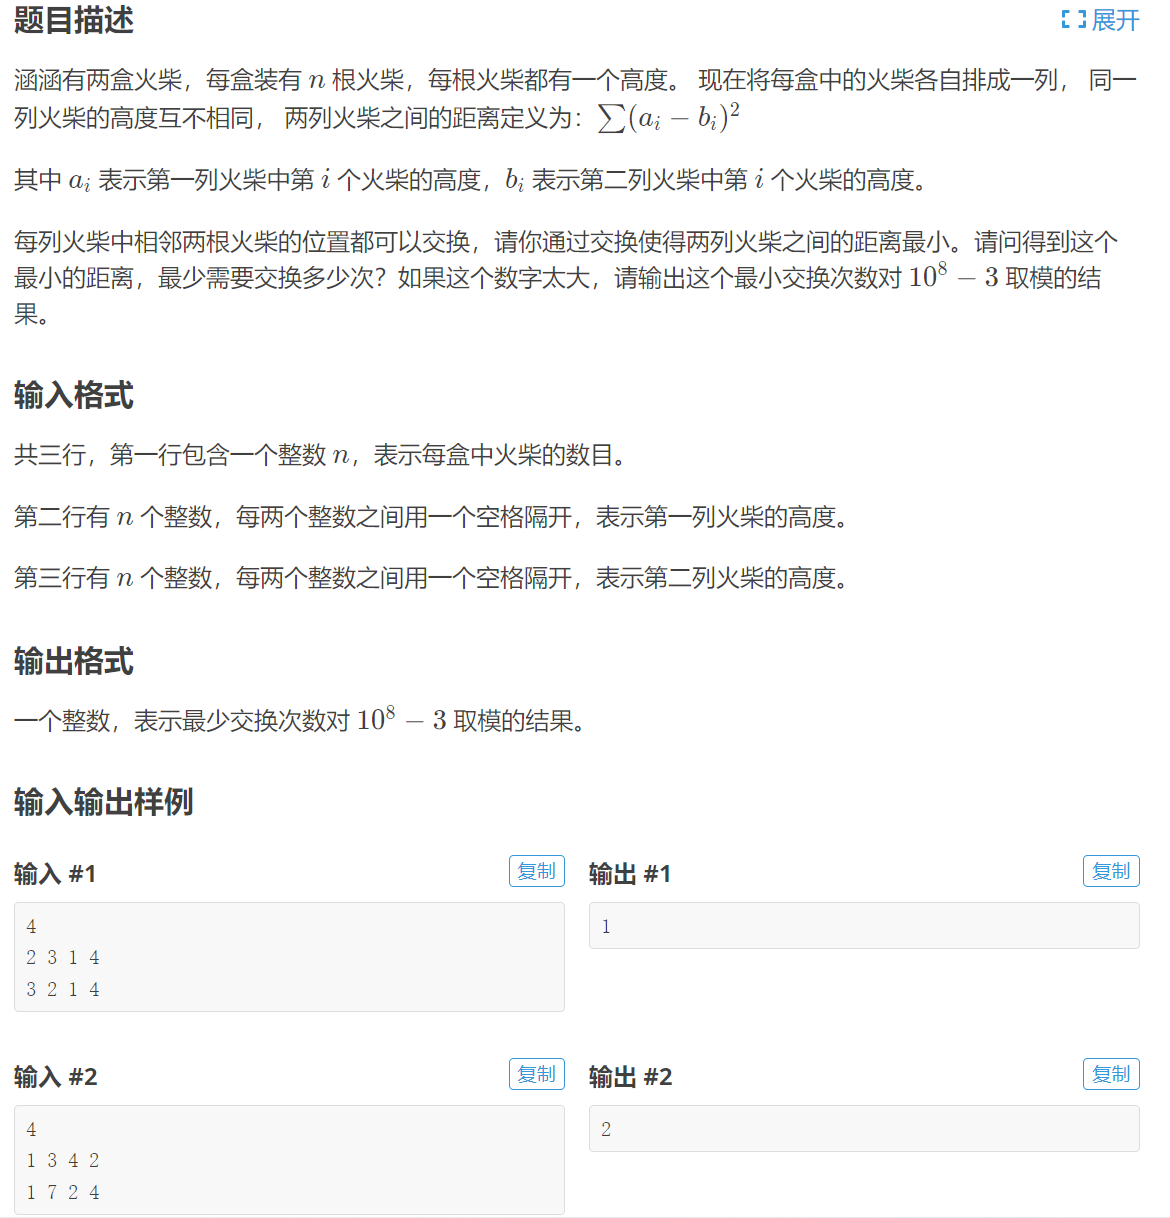 题目描述
展开
涵涵有两盒火柴，每盒装有 n 根火柴，每根火柴都有一个高度。 现在将每盒中的火柴各自排成一列， 同一
列火柴的高度互不相同， 两列火柴之间的距离定义为：∑(aᵢ − bᵢ)²
其中 aᵢ 表示第一列火柴中第 i 个火柴的高度，bᵢ 表示第二列火柴中第 i 个火柴的高度。
每列火柴中相邻两根火柴的位置都可以交换，请你通过交换使得两列火柴之间的距离最小。请问得到这个
最小的距离，最少需要交换多少次？如果这个数字太大，请输出这个最小交换次数对 10⁸ − 3 取模的结
果。
输入格式
共三行，第一行包含一个整数 n，表示每盒中火柴的数目。
第二行有 n 个整数，每两个整数之间用一个空格隔开，表示第一列火柴的高度。
第三行有 n 个整数，每两个整数之间用一个空格隔开，表示第二列火柴的高度。
输出格式
一个整数，表示最少交换次数对 10⁸ − 3 取模的结果。
输入输出样例
输入 #1
复制
4
2 3 1 4
3 2 1 4
输出 #1
复制
1
输入 #2
复制
4
1 3 4 2
1 7 2 4
输出 #2
复制
2